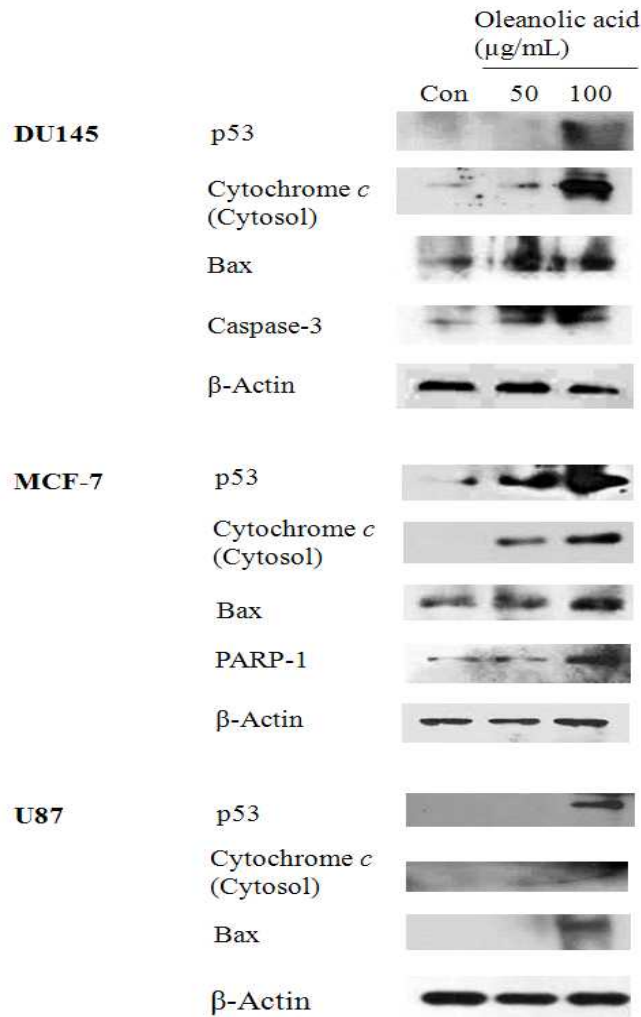 Oleanolic acid
(µg/mL)
Con 50 100
DU145 p53
Cytochrome c
(Cytosol)
Bax
Caspase-3
β-Actin
MCF-7 p53
Cytochrome c
(Cytosol)
Bax
PARP-1
β-Actin
U87 p53
Cytochrome c
(Cytosol)
Bax
β-Actin